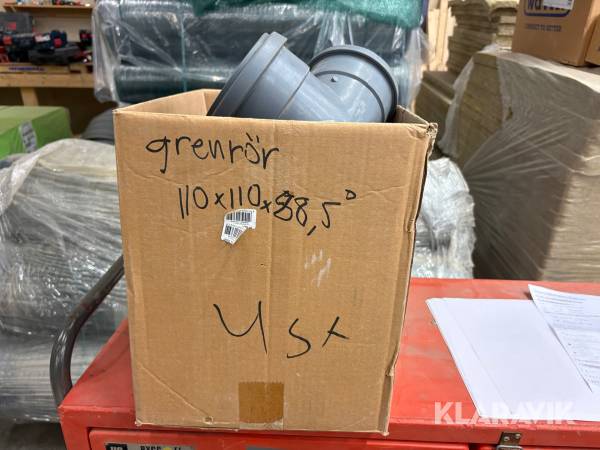 grenrör
110x110x88,5°
4st
KLARAVIK